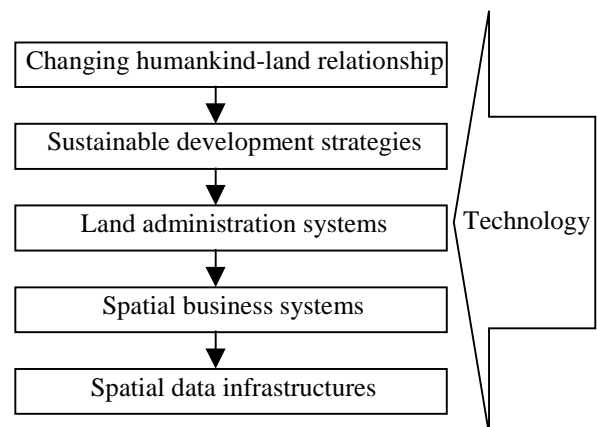 Changing humankind-land relationship
Sustainable development strategies
Land administration systems
Technology
Spatial business systems
Spatial data infrastructures